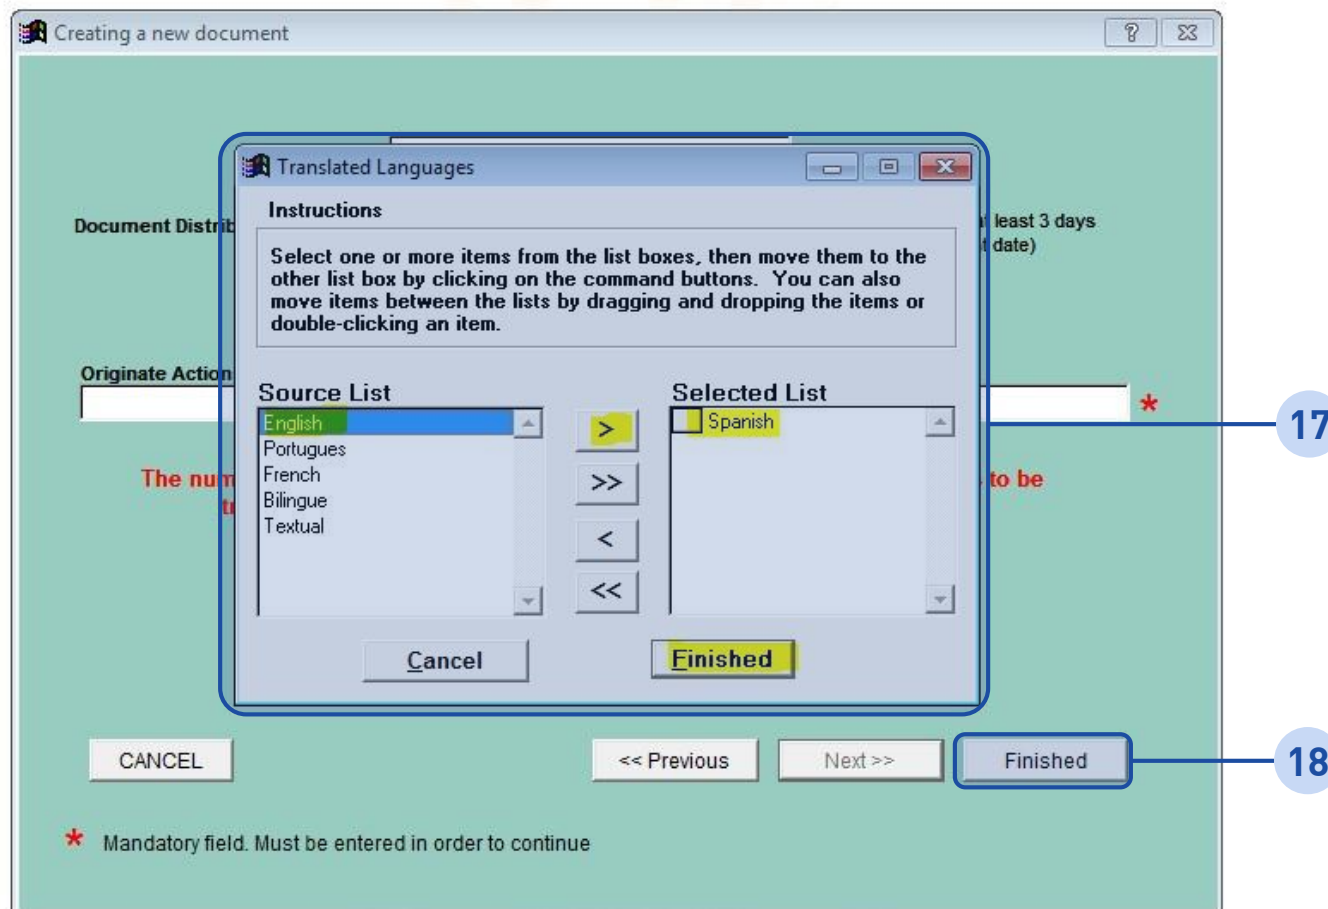 Creating a new document
Translated Languages
Instructions
Document Distrib
t least 3 days
t date)
Select one or more items from the list boxes, then move them to the
other list box by clicking on the command buttons. You can also
move items between the lists by dragging and dropping the items or
double-clicking an item.
Originate Action
*
Source List
English
Portugues
French
Bilingue
Textual
>
>>
<
<<
Selected List
Spanish
17
The num
to be
t
Cancel
Finished
CANCEL
<< Previous
Next >>
Finished
18
* Mandatory field. Must be entered in order to continue